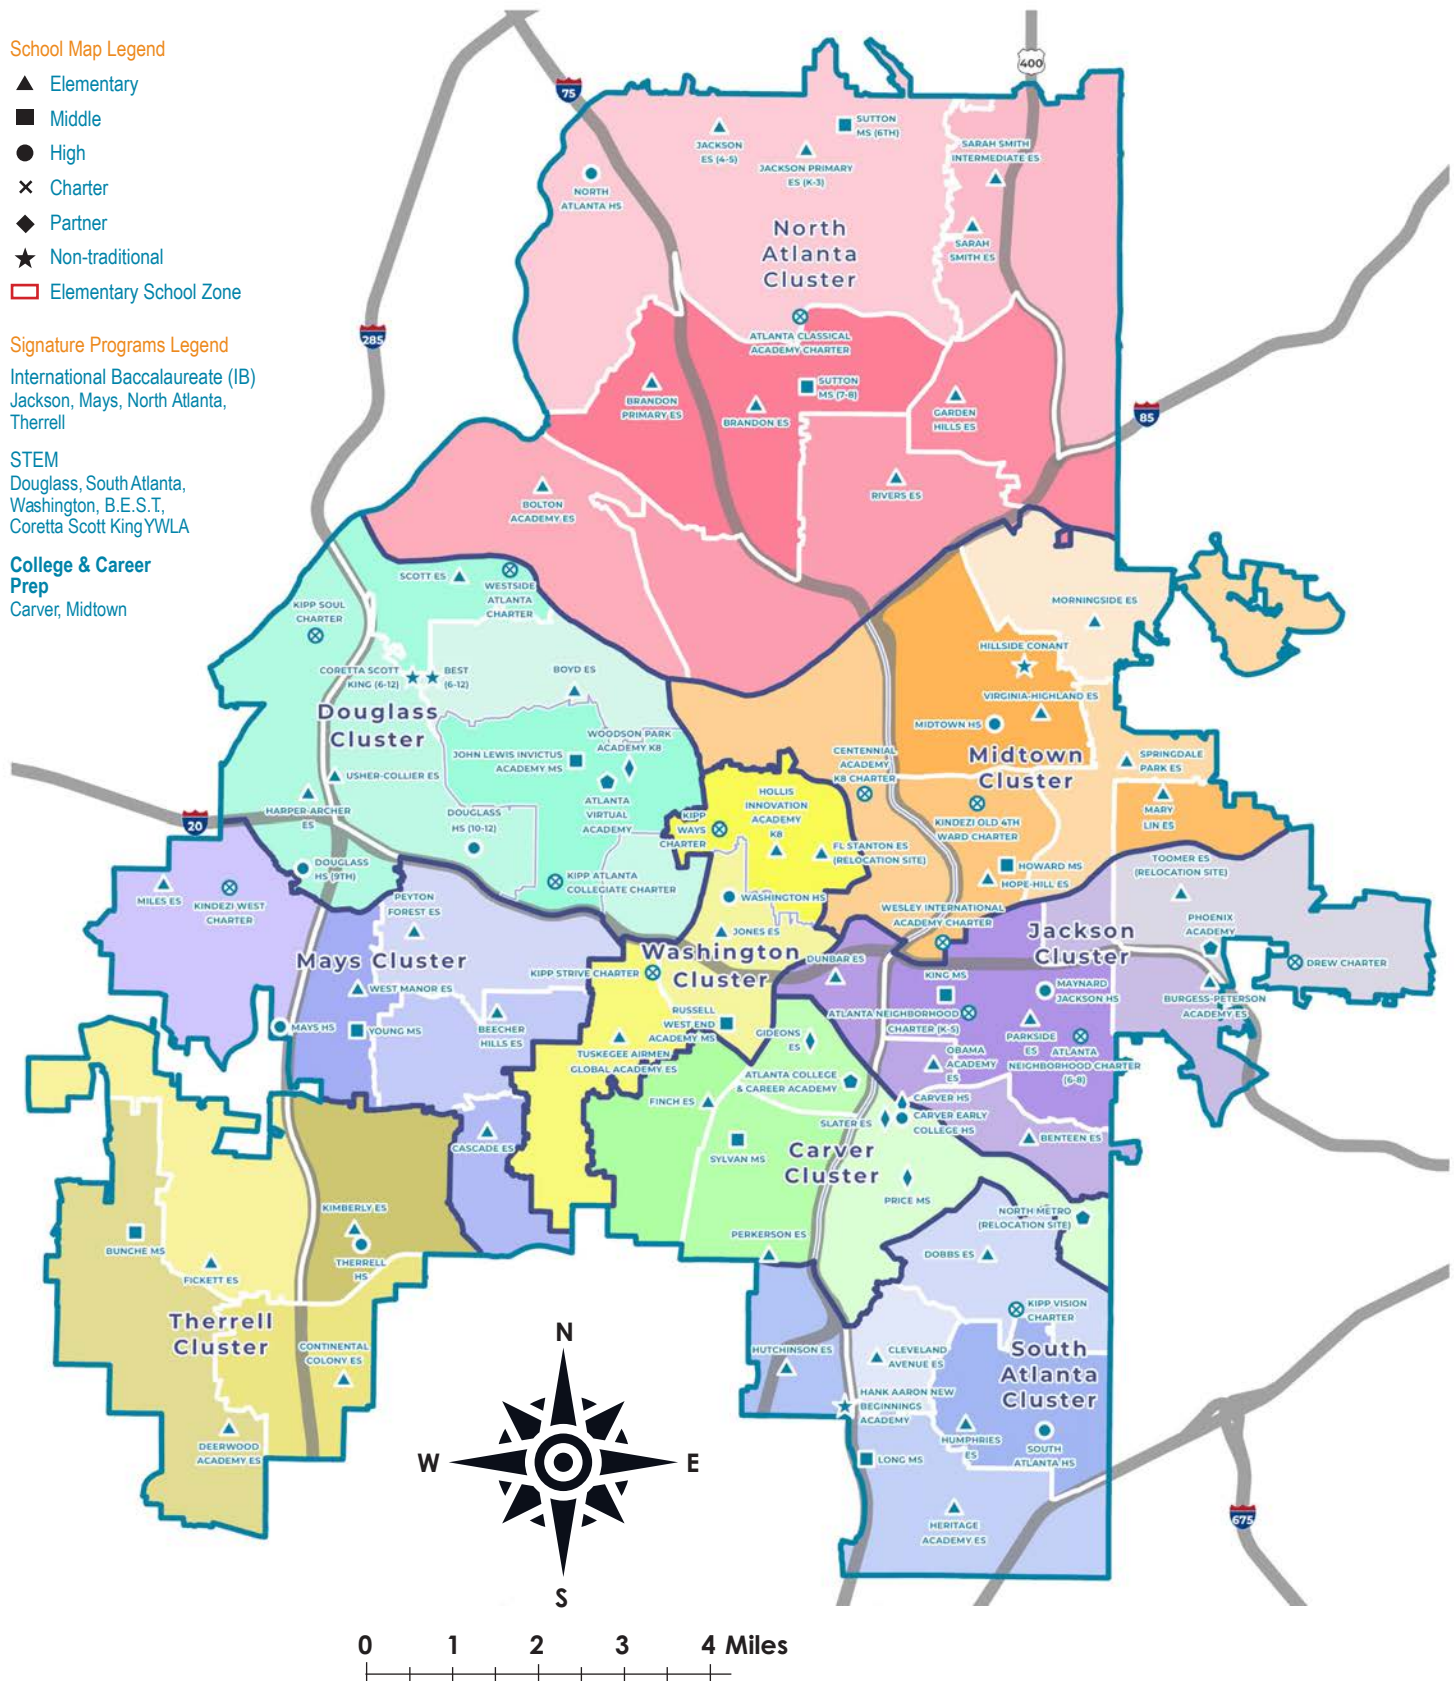 School Map Legend
Elementary
Middle
High
Charter
Partner
Non-traditional
Elementary School Zone
Signature Programs Legend
International Baccalaureate (IB)
Jackson, Mays, North Atlanta,
Therrell
STEM
Douglass, South Atlanta,
Washington, B.E.S.T.,
Coretta Scott King YWLA
College & Career
Prep
Carver, Midtown
75
400
285
85
20
675
JACKSON
ES (4-5)
SUTTON
MS (6TH)
JACKSON PRIMARY
ES (K-3)
SARAH SMITH
INTERMEDIATE ES
NORTH
ATLANTA HS
North
Atlanta
Cluster
SARAH
SMITH ES
ATLANTA CLASSICAL
ACADEMY CHARTER
BRANDON
PRIMARY ES
SUTTON
MS (7-8)
BRANDON ES
GARDEN
HILLS ES
BOLTON
ACADEMY ES
RIVERS ES
SCOTT ES
WESTSIDE
ATLANTA
CHARTER
KIPP SOUL
CHARTER
CORETTA SCOTT
KING (6-12)
BEST
(6-12)
BOYD ES
Douglass
Cluster
JOHN LEWIS INVICTUS
ACADEMY MS
WOODSON PARK
ACADEMY K8
USHER-COLLIER ES
HARPER-ARCHER
ES
DOUGLASS
HS (10-12)
ATLANTA
VIRTUAL
ACADEMY
DOUGLASS
HS (9TH)
KIPP ATLANTA
COLLEGIATE CHARTER
MORNINGSIDE ES
HILLSIDE CONANT
VIRGINIA-HIGHLAND ES
MIDTOWN HS
Midtown
Cluster
CENTENNIAL
ACADEMY
K8 CHARTER
SPRINGDALE
PARK ES
MARY
LIN ES
KINDEZI OLD 4TH
WARD CHARTER
HOWARD MS
HOPE-HILL ES
WESLEY INTERNATIONAL
ACADEMY CHARTER
KIPP
WAYS
CHARTER
HOLLIS
INNOVATION
ACADEMY
K8
FL STANTON ES
(RELOCATION SITE)
WASHINGTON HS
JONES ES
Washington
Cluster
KIPP STRIVE CHARTER
RUSSELL
WEST END
ACADEMY MS
TUSKEGEE AIRMEN
GLOBAL ACADEMY ES
MILES ES
KINDEZI WEST
CHARTER
PEYTON
FOREST ES
Mays Cluster
WEST MANOR ES
MAYS HS
YOUNG MS
BEECHER
HILLS ES
CASCADE ES
TOOMER ES
(RELOCATION SITE)
PHOENIX
ACADEMY
Jackson
Cluster
DREW CHARTER
DUNBAR ES
KING MS
MAYNARD
JACKSON HS
BURGESS-PETERSON
ACADEMY ES
ATLANTA NEIGHBORHOOD
CHARTER (K-5)
PARKSIDE
ES
ATLANTA
NEIGHBORHOOD CHARTER
(6-8)
OBAMA
ACADEMY
ES
BENTEEN ES
GIDEONS
ES
ATLANTA COLLEGE
& CAREER ACADEMY
FINCH ES
CARVER HS
CARVER EARLY
COLLEGE HS
SLATER ES
SYLVAN MS
Carver
Cluster
PRICE MS
PERKERSON ES
NORTH METRO
(RELOCATION SITE)
KIMBERLY ES
THERRELL
HS
BUNCHE MS
FICKETT ES
Therrell
Cluster
CONTINENTAL
COLONY ES
DEERWOOD
ACADEMY ES
DOBBS ES
KIPP VISION
CHARTER
South
Atlanta
Cluster
HUTCHINSON ES
CLEVELAND
AVENUE ES
HANK AARON NEW
BEGINNINGS
ACADEMY
HUMPHRIES
ES
SOUTH
ATLANTA HS
LONG MS
HERITAGE
ACADEMY ES
N
W
E
S
0 1 2 3 4 Miles